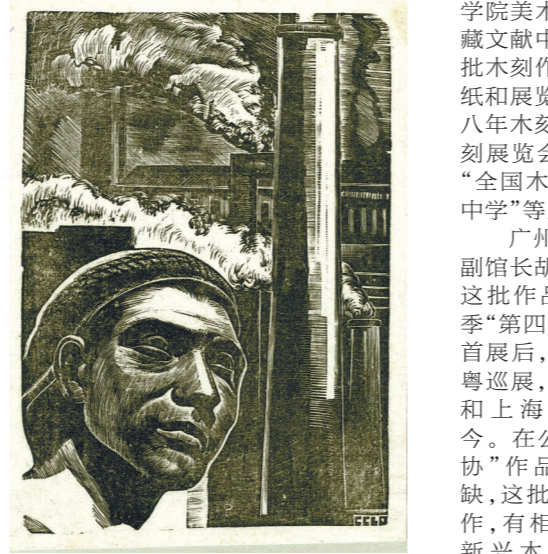 学院美术
藏文献中
批木刻作
纸和展览
八年木刻
刻展览会
“全国木
中学”等
广州
副馆长胡
这批作品
季“第四
首展后，
粤巡展，
和上海
今。在公
协”作品
缺，这批
作，有相
新兴木